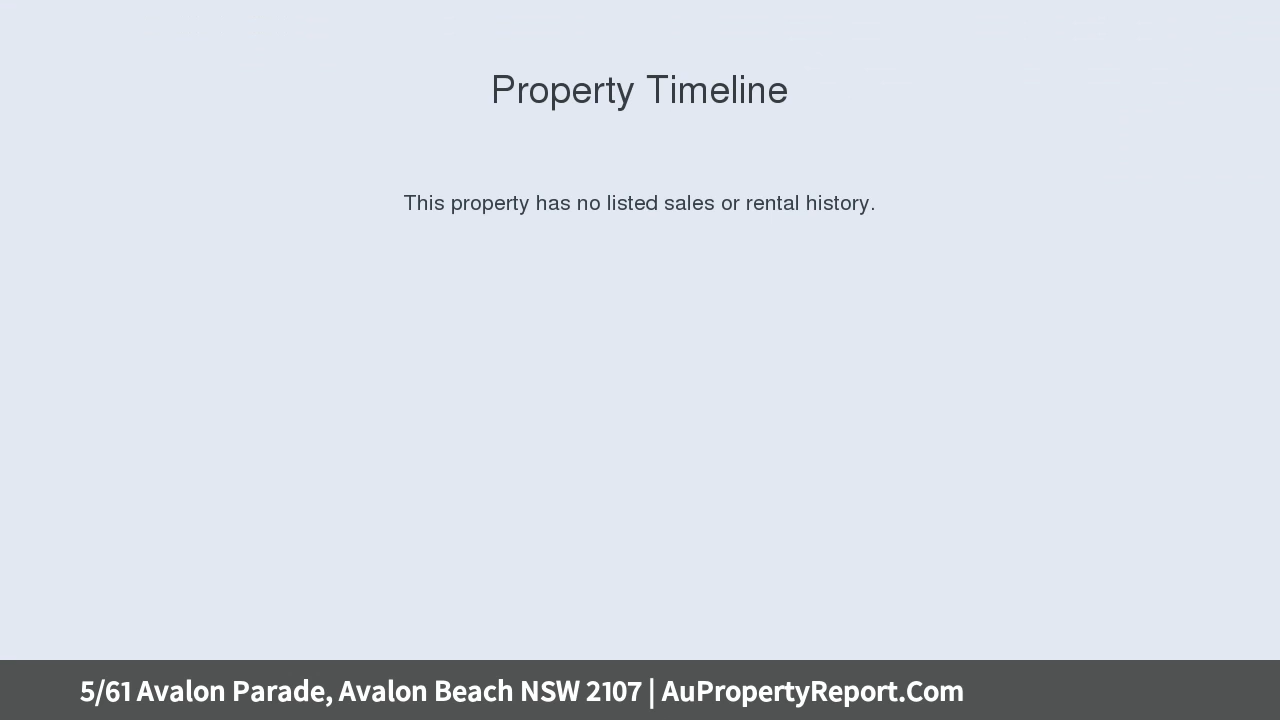 Property Timeline
This property has no listed sales or rental history.
5/61 Avalon Parade, Avalon Beach NSW 2107 | AuPropertyReport.Com